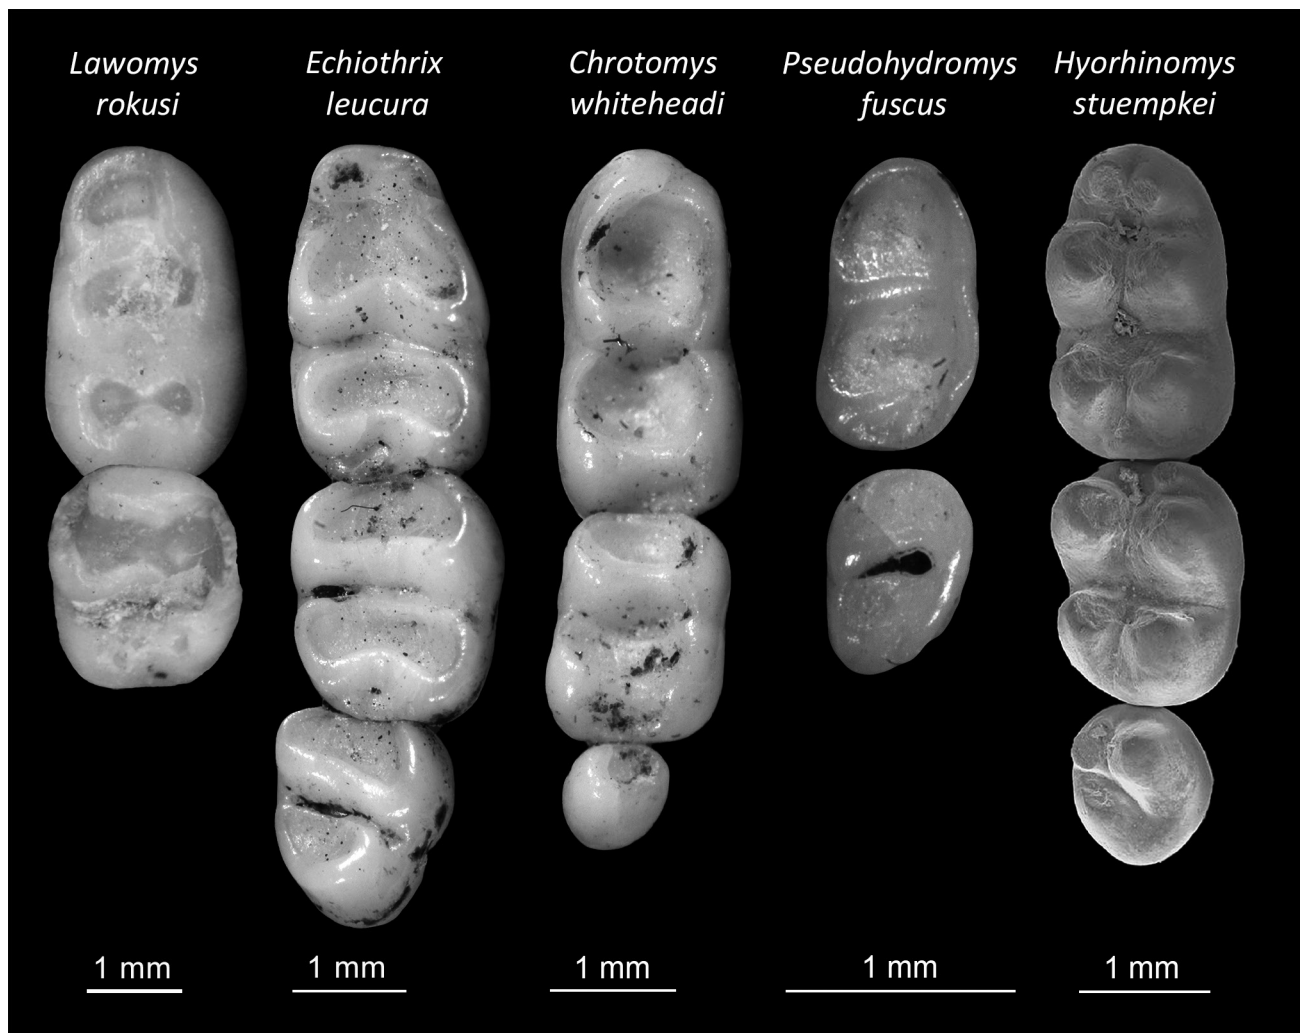 Lawomys
rokusi
Echiothrix
leucura
Chrotomys
whiteheadi
Pseudohydromys
fuscus
Hyorhinomys
stuempkei
1 mm
1 mm
1 mm
1 mm
1 mm